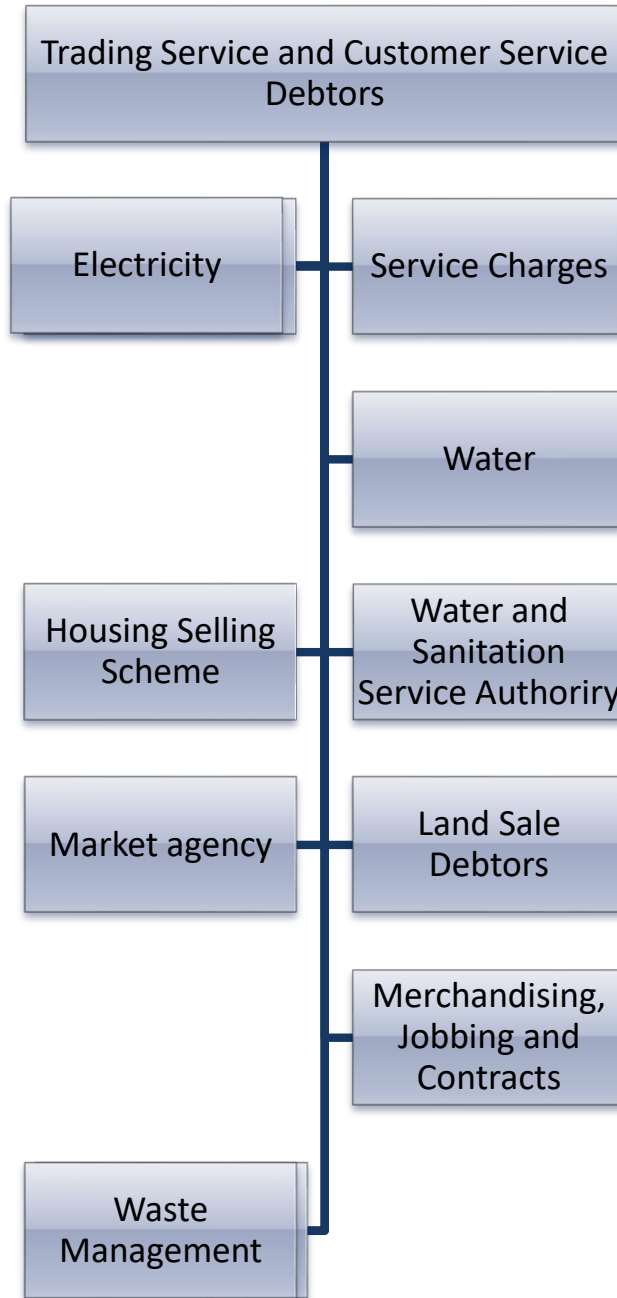 Trading Service and Customer Service
Debtors
Electricity
Service Charges
Water
Housing Selling
Scheme
Water and
Sanitation
Service Authoriry
Market agency
Land Sale
Debtors
Merchandising,
Jobbing and
Contracts
Waste
Management